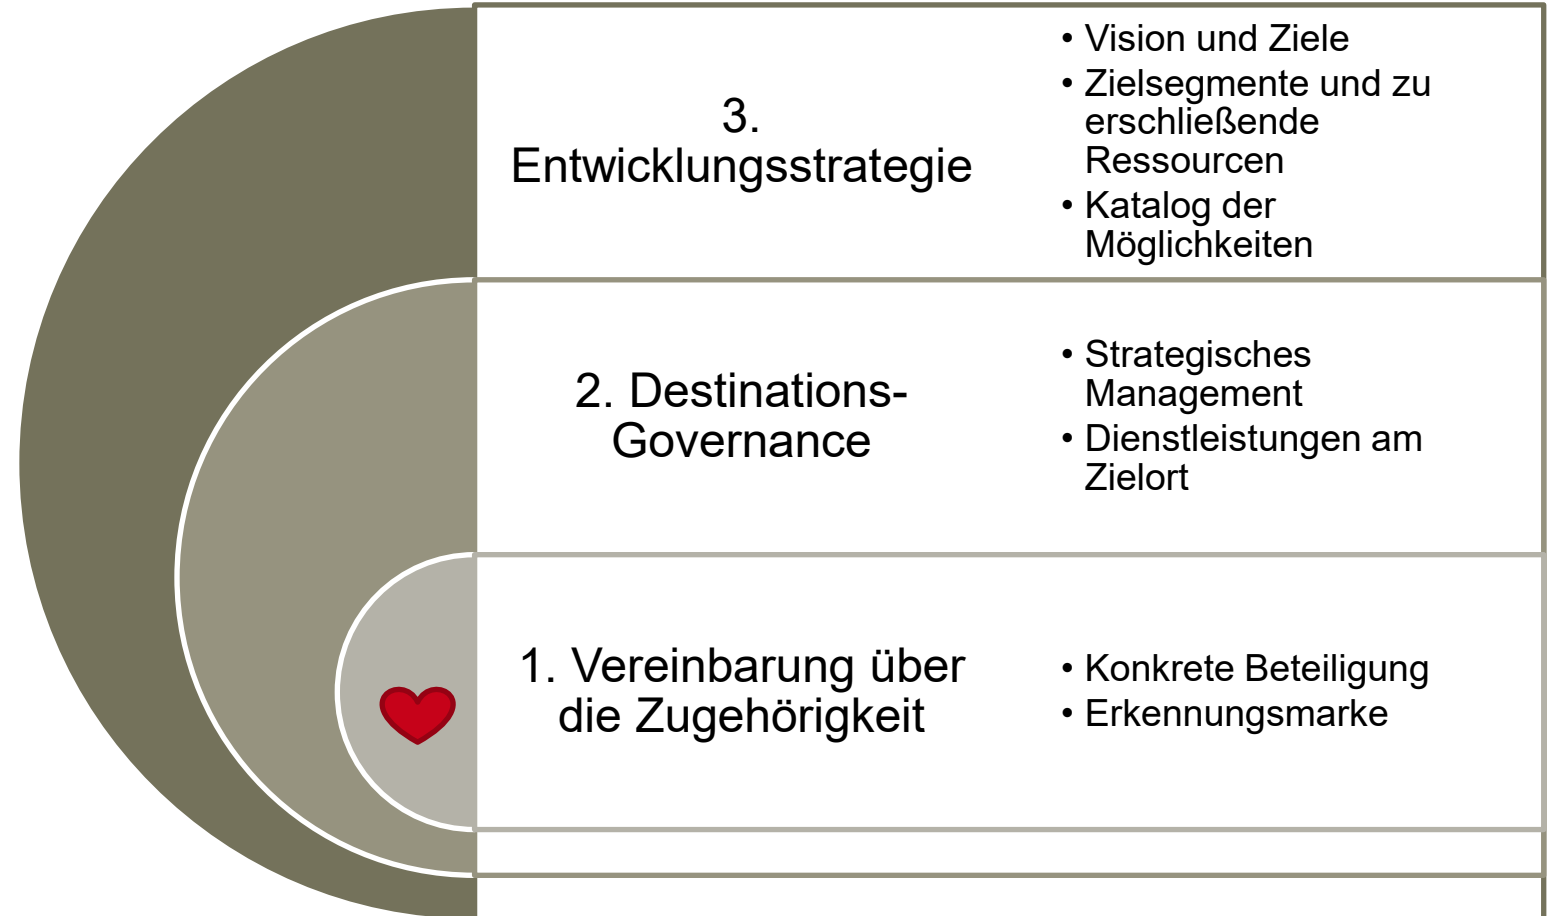 3.
Entwicklungsstrategie
• Vision und Ziele
• Zielsegmente und zu
erschließende
Ressourcen
• Katalog der
Möglichkeiten
2. Destinations-
Governance
• Strategisches
Management
• Dienstleistungen am
Zielort
1. Vereinbarung über
die Zugehörigkeit
• Konkrete Beteiligung
• Erkennungsmarke